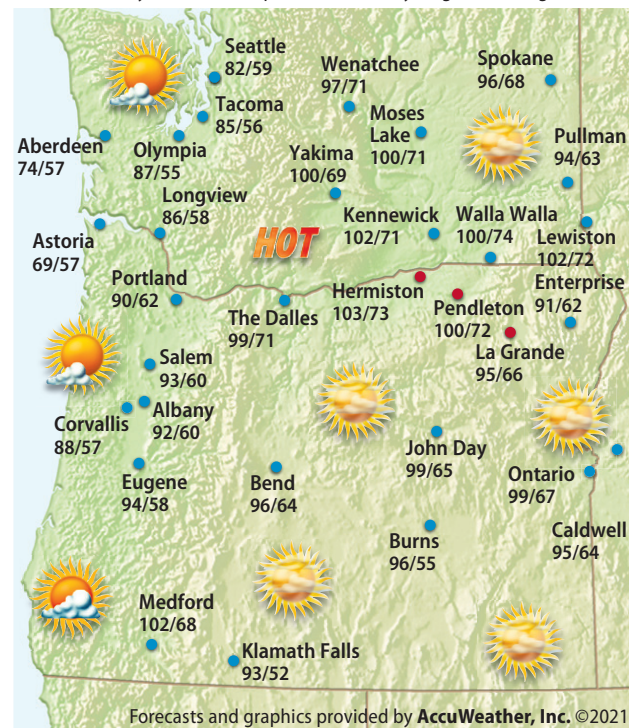 Seattle
82/59
Wenatchee
97/71
Spokane
96/68
Tacoma
85/56
Moses
Lake
100/71
Pullman
94/63
Aberdeen
74/57
Olympia
87/55
Yakima
100/69
Longview
86/58
Kennewick
102/71
Walla Walla
100/74
Lewiston
102/72
Astoria
69/57
HOT
Portland
90/62
The Dalles
99/71
Hermiston
103/73
Pendleton
100/72
Enterprise
91/62
La Grande
95/66
Salem
93/60
Corvallis
88/57
Albany
92/60
John Day
99/65
Ontario
99/67
Eugene
94/58
Bend
96/64
Burns
96/55
Caldwell
95/64
Medford
102/68
Klamath Falls
93/52
Forecasts and graphics provided by AccuWeather, Inc. ©2021